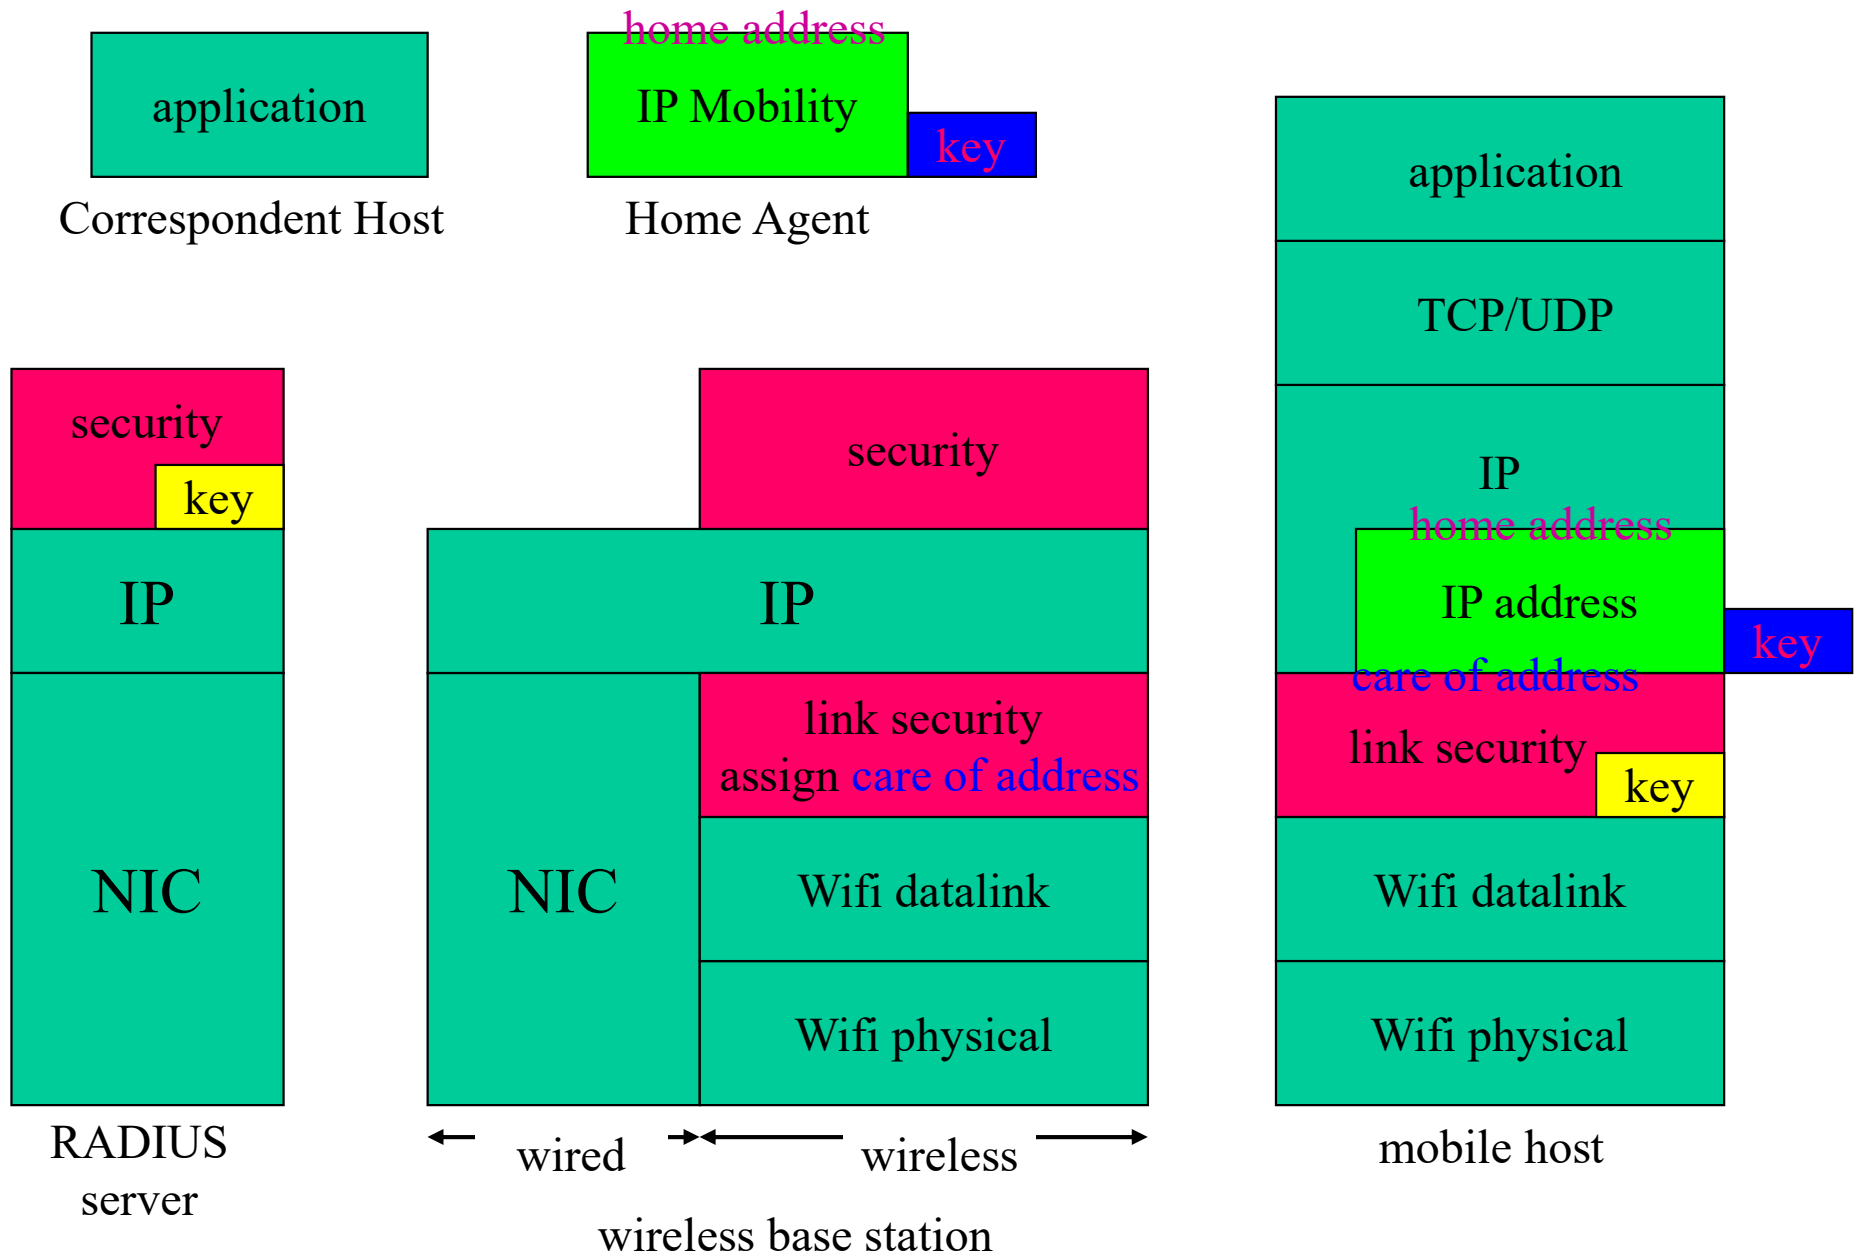 home address
application
IP Mobility
key
Correspondent Host
Home Agent
application
TCP/UDP
security
key
security
IP
home address
IP
IP
IP address
key
care of address
link security
assign care of address
link security
key
NIC
NIC
Wifi datalink
Wifi datalink
Wifi physical
Wifi physical
RADIUS
server
wired
wireless
mobile host
wireless base station